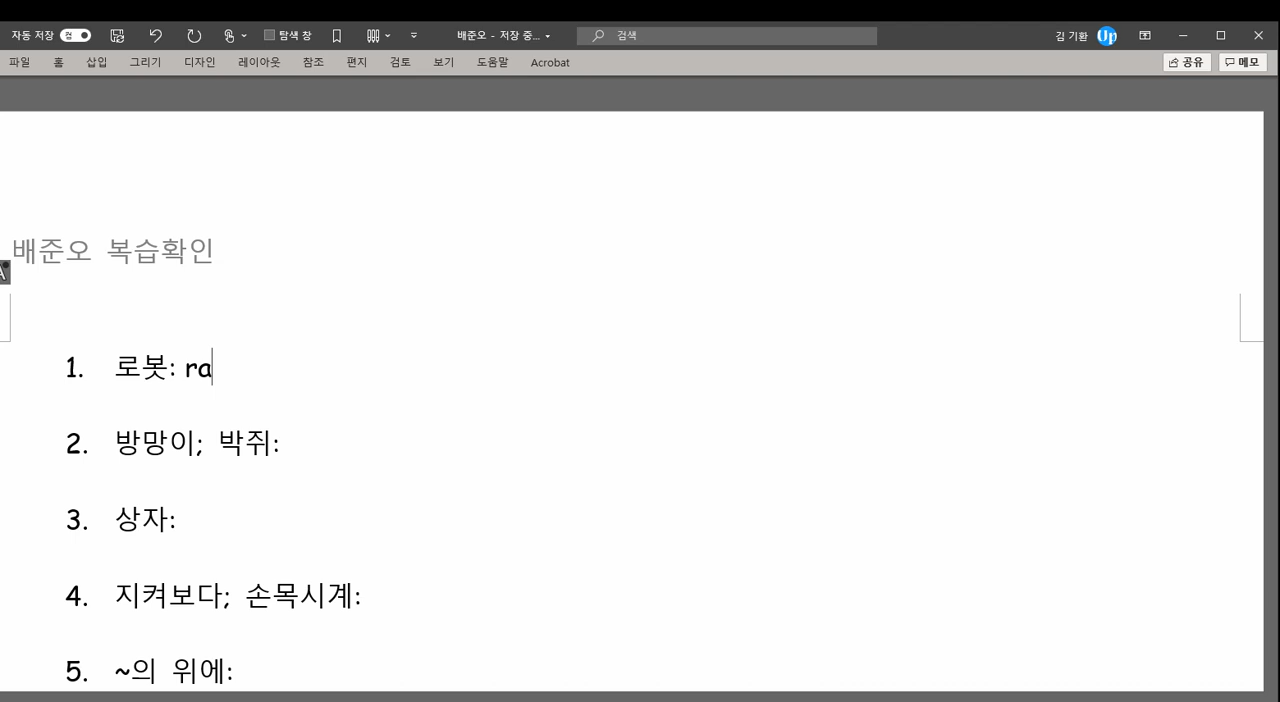 자동 저장 켬 탐색 창 배준오 - 저장 중... 검색 김 기환 Up
파일 홈 삽입 그리기 디자인 레이아웃 참조 편지 검토 보기 도움말 Acrobat 공유 메모
배준오 복습확인
A
1. 로봇: ra
2. 방망이; 박쥐:
3. 상자:
4. 지켜보다; 손목시계:
5. ~의 위에: